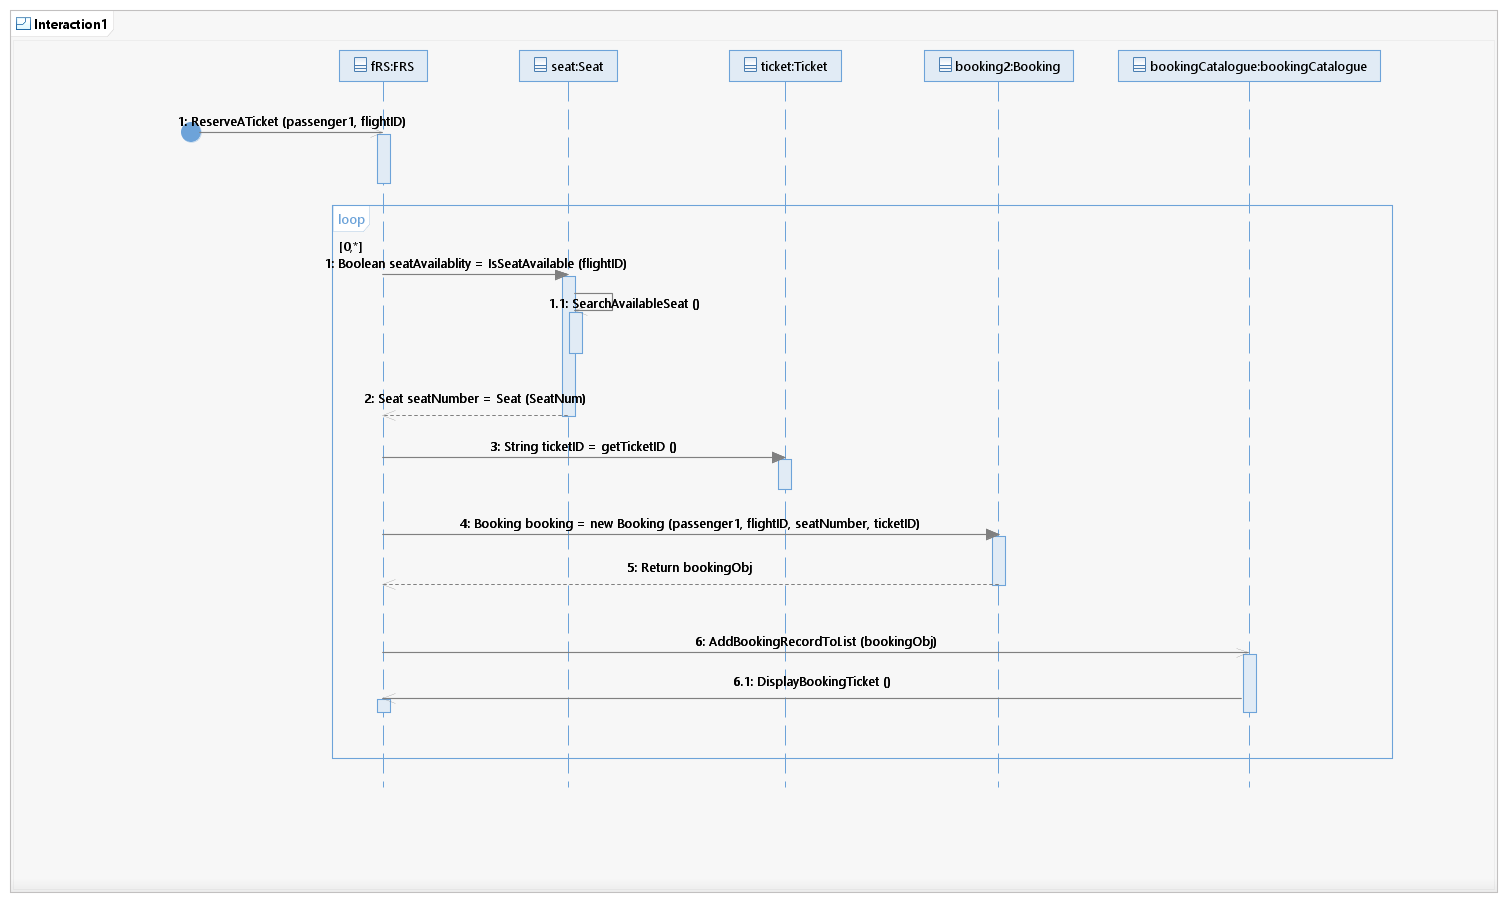 Interaction1
fRS:FRS
seat:Seat
ticket:Ticket
booking2:Booking
bookingCatalogue:bookingCatalogue
1: ReserveATicket (passenger1, flightID)
loop
[0,*]
1: Boolean seatAvailablity = IsSeatAvailable (flightID)
1.1: SearchAvailableSeat ()
2: Seat seatNumber = Seat (SeatNum)
3: String ticketID = getTicketID ()
4: Booking booking = new Booking (passenger1, flightID, seatNumber, ticketID)
5: Return bookingObj
6: AddBookingRecordToList (bookingObj)
6.1: DisplayBookingTicket ()